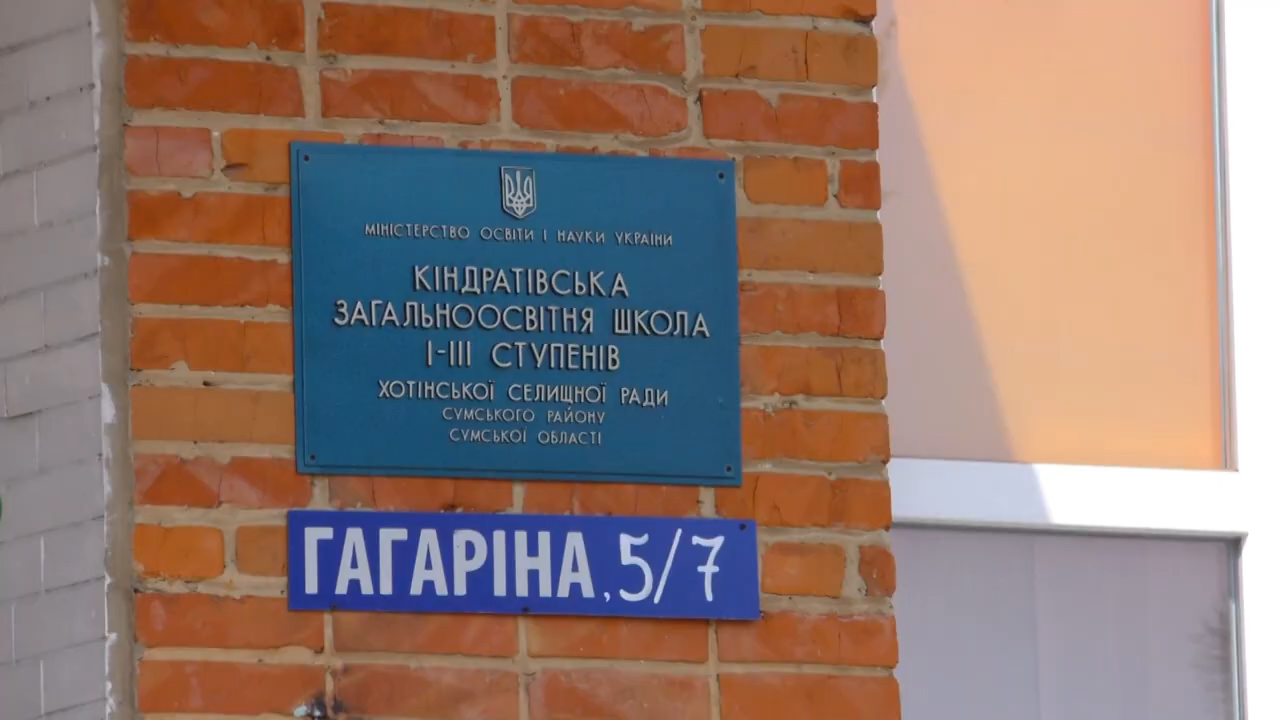 МІНІСТЕРСТВО ОСВІТИ І НАУКИ УКРАЇНИ
КІНДРАТІВСЬКА
ЗАГАЛЬНООСВІТНЯ ШКОЛА
І-ІІІ СТУПЕНІВ
ХОТІНСЬКОЇ СЕЛИЩНОЇ РАДИ
СУМСЬКОГО РАЙОНУ
СУМСЬКОЇ ОБЛАСТІ
ГАГАРІНА, 5/7